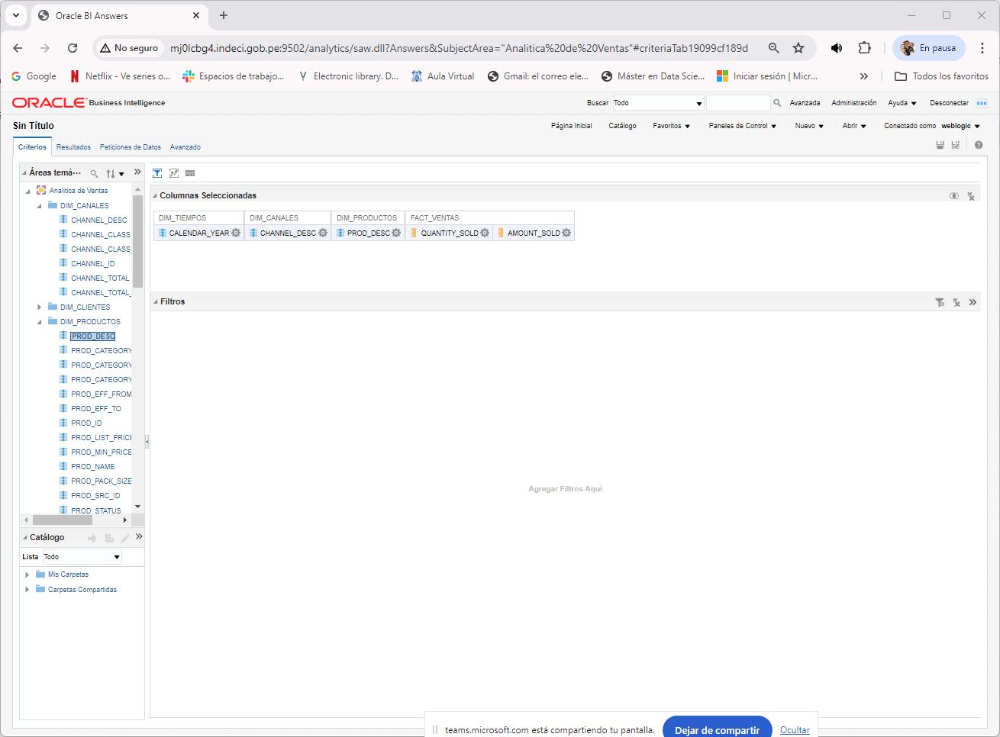 Oracle BI Answers
No seguro
mj0lcbg4.indeci.gob.pe:9502/analytics/saw.dll?Answers&SubjectArea="Analitica%20de%20Ventas"#criteriaTab19099cf189d
En pausa
Google
Netflix - Ve series o...
Espacios de trabajo...
Electronic library. D...
Aula Virtual
Gmail: el correo ele...
Máster en Data Scie...
Iniciar sesión | Micr...
Todos los favoritos
ORACLE Business Intelligence
Buscar Todo
Avanzada
Administración
Ayuda
Desconectar
Sin Título
Página Inicial
Catálogo
Favoritos
Paneles de Control
Nuevo
Abrir
Conectado como weblogic
Criterios
Resultados
Peticiones de Datos
Avanzado
Áreas temá...
Analitica de Ventas
DIM_CANALES
CHANNEL_DESC
CHANNEL_CLASS
CHANNEL_CLASS_
CHANNEL_ID
CHANNEL_TOTAL
CHANNEL_TOTAL_
DIM_CLIENTES
DIM_PRODUCTOS
PROD_DESC
PROD_CATEGORY
PROD_CATEGORY
PROD_CATEGORY
PROD_EFF_FROM
PROD_EFF_TO
PROD_ID
PROD_LIST_PRICE
PROD_MIN_PRICE
PROD_NAME
PROD_PACK_SIZE
PROD_SRC_ID
PROD_STATUS
Catálogo
Lista Todo
Mis Carpetas
Carpetas Compartidas
xyz
Columnas Seleccionadas
DIM_TIEMPOS
DIM_CANALES
DIM_PRODUCTOS
FACT_VENTAS
CALENDAR_YEAR
CHANNEL_DESC
PROD_DESC
QUANTITY_SOLD
AMOUNT_SOLD
Filtros
Agregar Filtros Aquí
teams.microsoft.com está compartiendo tu pantalla.
Dejar de compartir
Ocultar